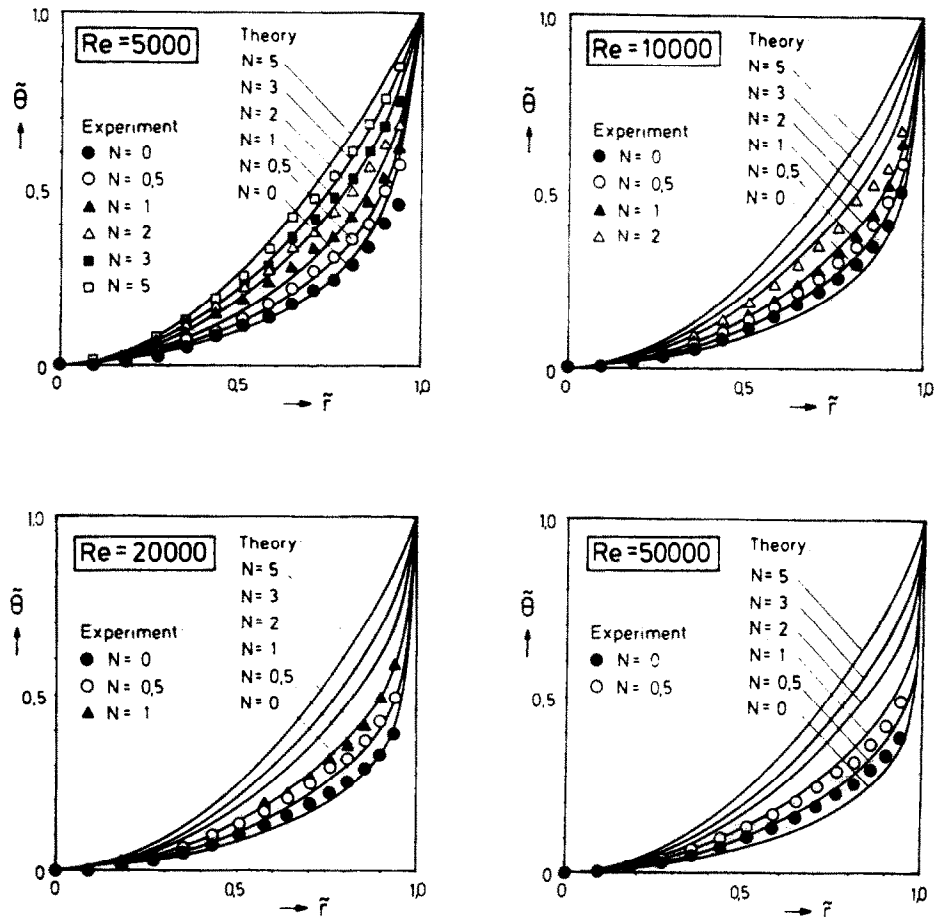 Re=5000
Theory
N=5
N=3
N=2
N=1
N=0,5
N=0
Experiment
N= 0
N= 0,5
N= 1
N= 2
N= 3
N= 5
1,0
Θ̃
0,5
0
0
0,5
1,0
r̃
Re=10000
Theory
N=5
N=3
N=2
N=1
N=0,5
N=0
Experiment
N= 0
N= 0,5
N= 1
N= 2
1,0
Θ̃
0,5
0
0
0,5
1,0
r̃
Re=20000
Theory
N=5
N=3
N=2
N=1
N=0,5
N=0
Experiment
N= 0
N= 0,5
N= 1
1,0
Θ̃
0,5
0
0
0,5
1,0
r̃
Re=50000
Theory
N=5
N=3
N=2
N=1
N=0,5
N=0
Experiment
N= 0
N= 0,5
1,0
Θ̃
0,5
0
0
0,5
1,0
r̃